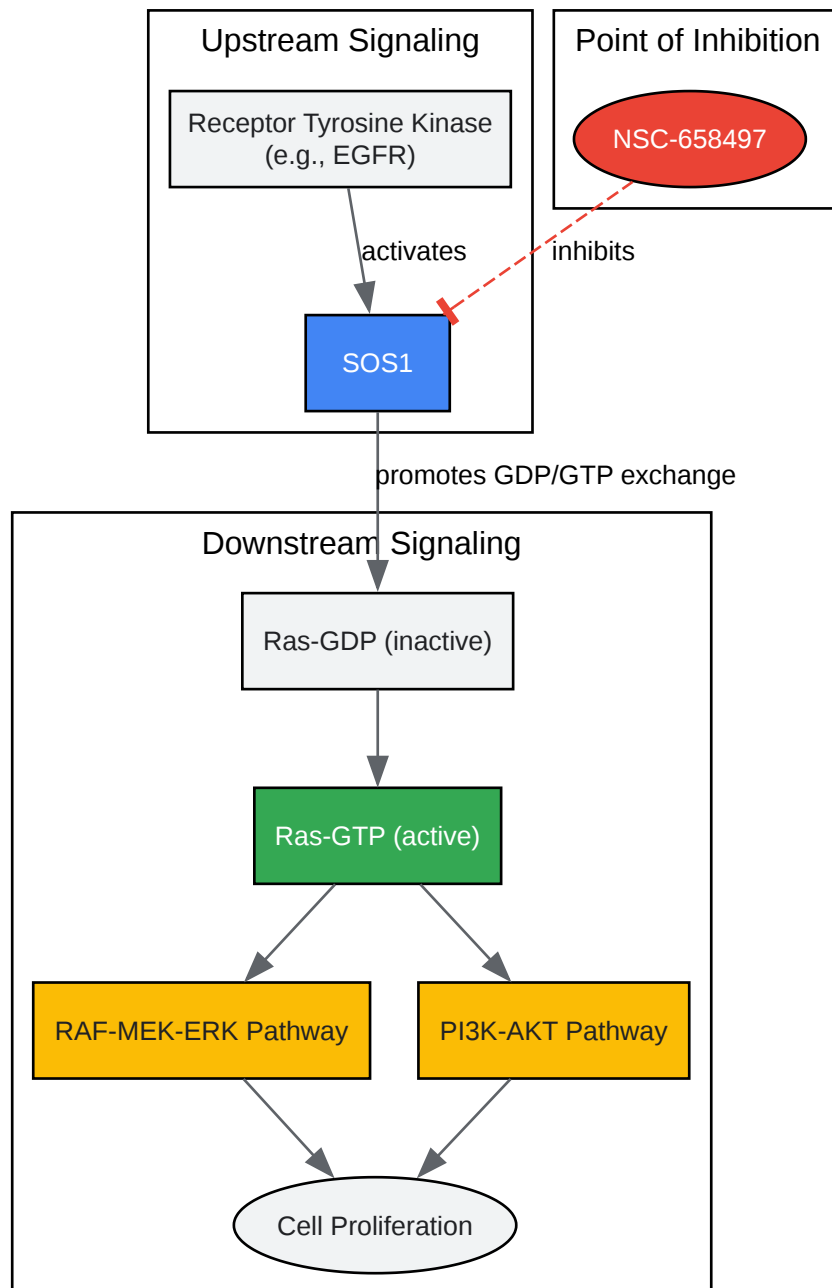 Upstream Signaling
Point of Inhibition
Receptor Tyrosine Kinase
(e.g., EGFR)
NSC-658497
activates
inhibits
SOS1
promotes GDP/GTP exchange
Downstream Signaling
Ras-GDP (inactive)
Ras-GTP (active)
RAF-MEK-ERK Pathway
PI3K-AKT Pathway
Cell Proliferation